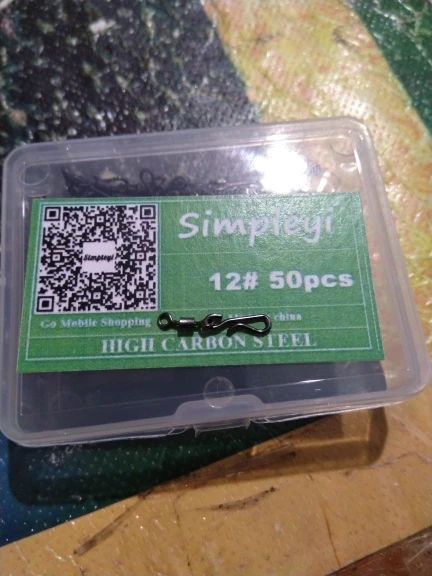 Simpleyi
Simpleyi
12# 50pcs
Go Mobile Shopping
china
HIGH CARBON STEEL